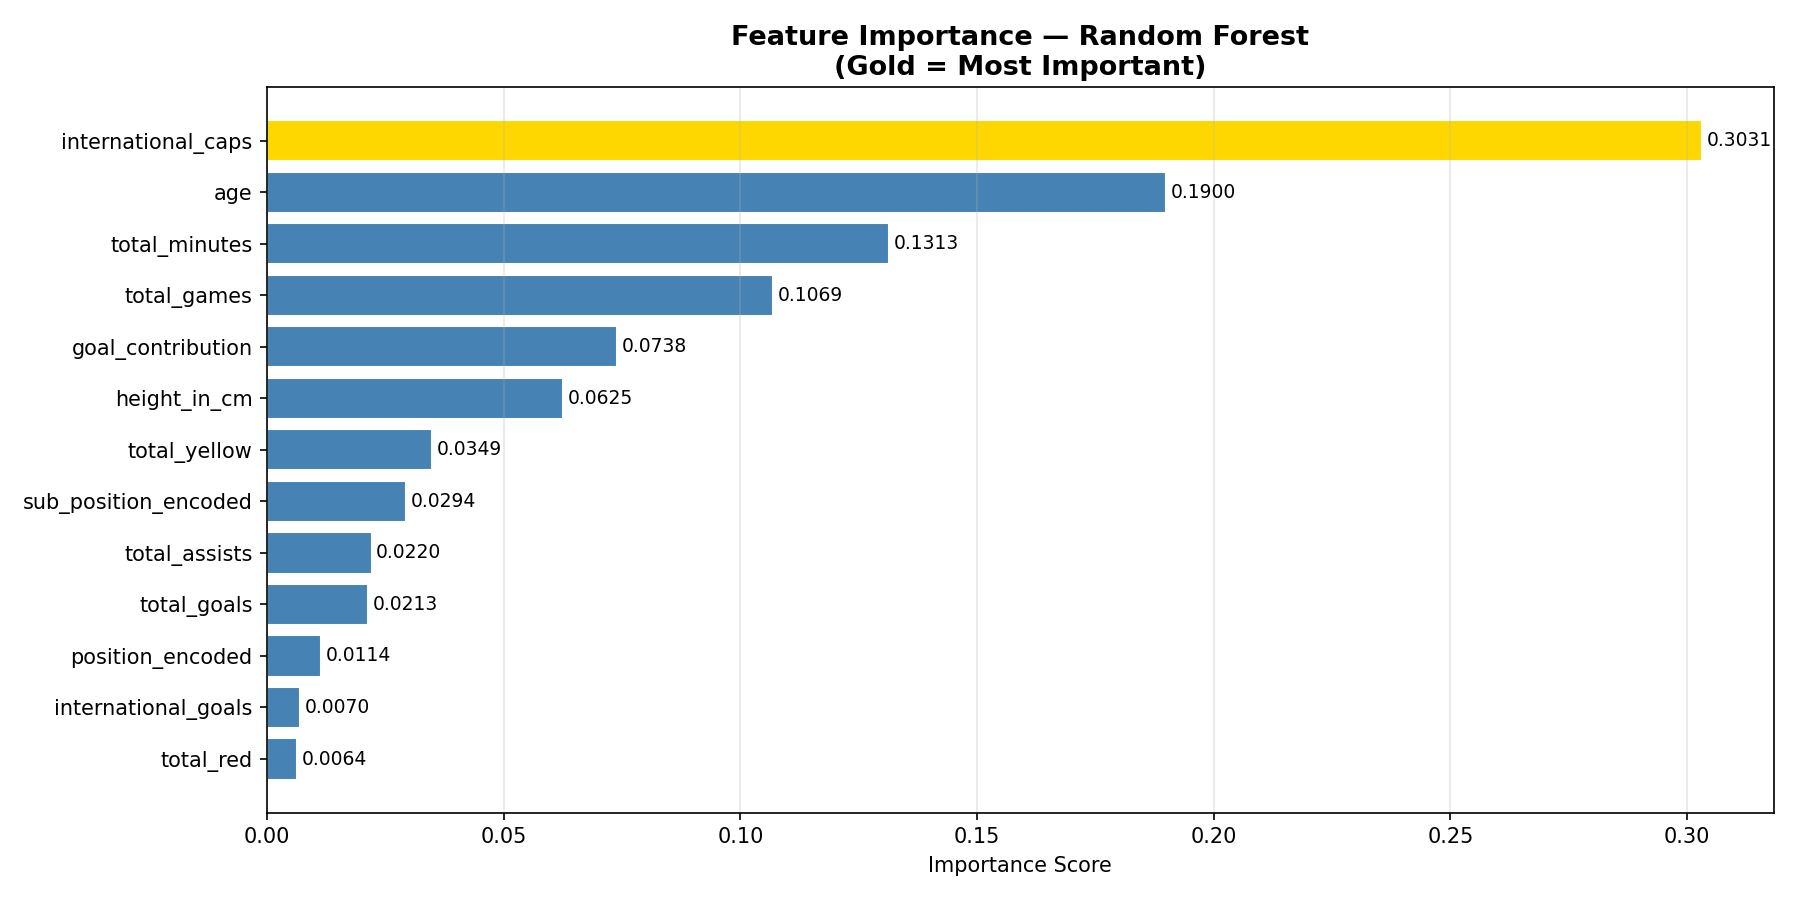 Feature Importance — Random Forest
(Gold = Most Important)
international_caps 0.3031
age 0.1900
total_minutes 0.1313
total_games 0.1069
goal_contribution 0.0738
height_in_cm 0.0625
total_yellow 0.0349
sub_position_encoded 0.0294
total_assists 0.0220
total_goals 0.0213
position_encoded 0.0114
international_goals 0.0070
total_red 0.0064
0.00 0.05 0.10 0.15 0.20 0.25 0.30
Importance Score